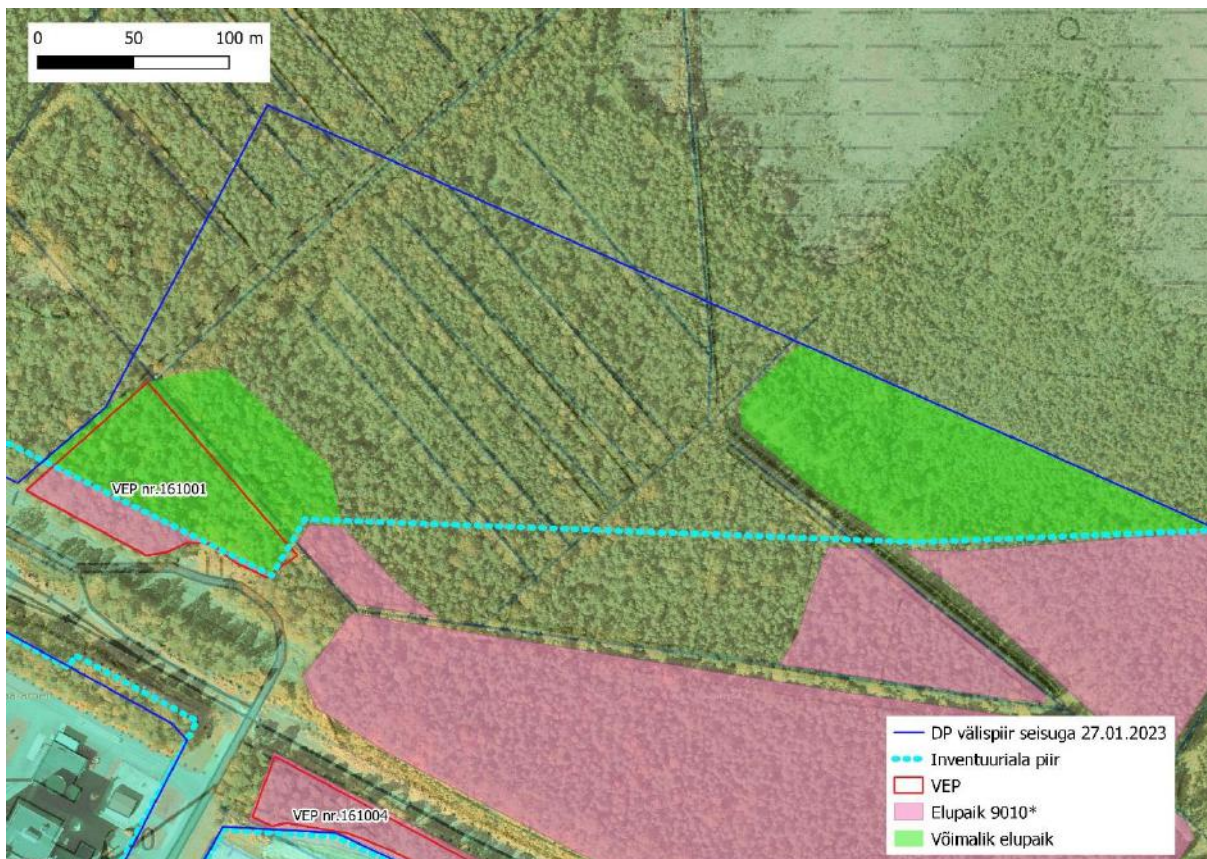 0 50 100 m
VEP nr.161001
VEP nr.161004
DP välispiir seisuga 27.01.2023
Inventuuriala piir
VEP
Elupaik 9010*
Võimalik elupaik